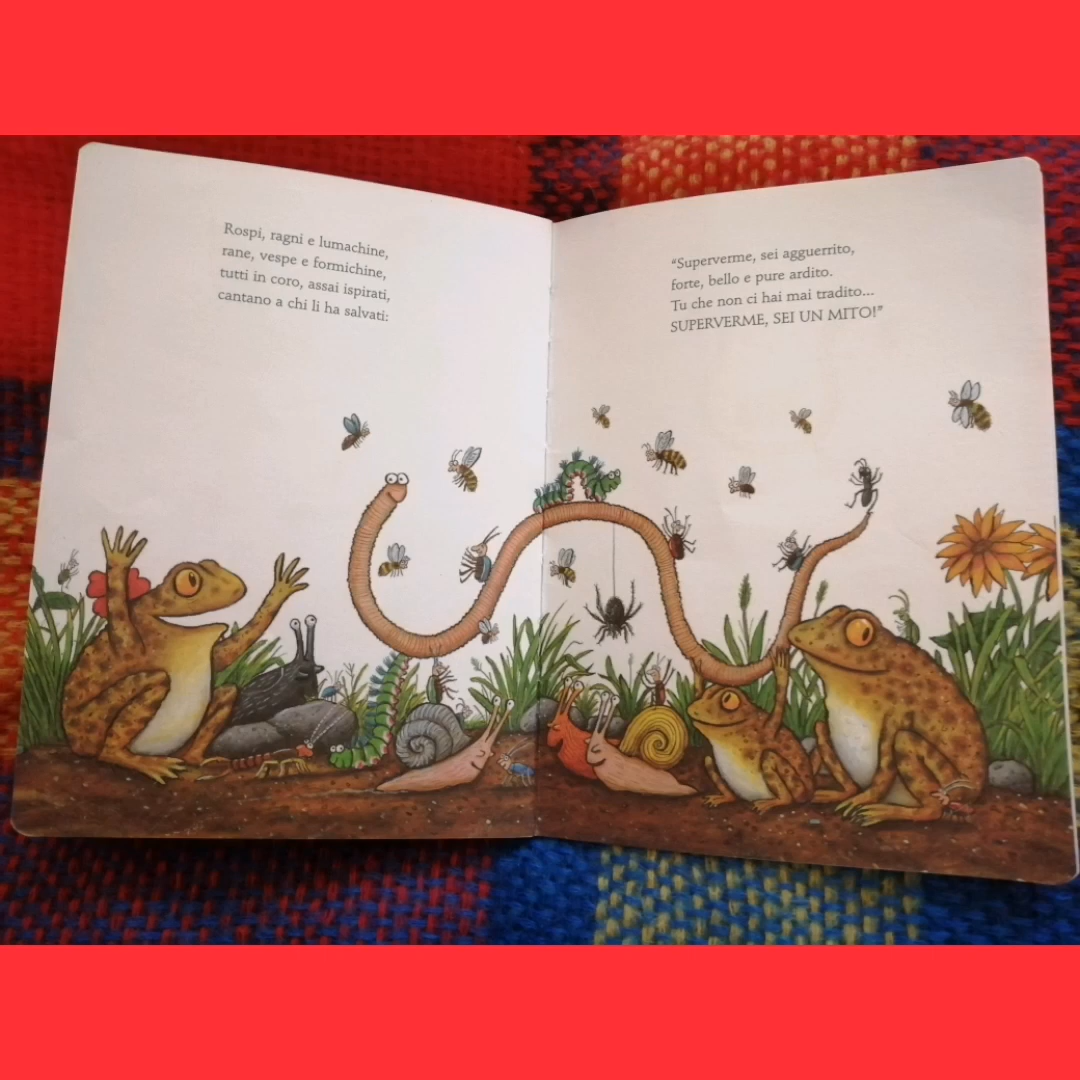 Rospi, ragni e lumachine,
rane, vespe e formichine,
tutti in coro, assai ispirati,
cantano a chi li ha salvati:
“Superverme, sei agguerrito,
forte, bello e pure ardito.
Tu che non ci hai mai tradito...
SUPERVERME, SEI UN MITO!”